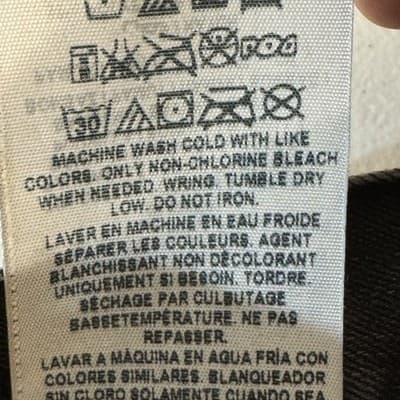 30
MACHINE WASH COLD WITH LIKE
COLORS. ONLY NON-CHLORINE BLEACH
WHEN NEEDED. WRING. TUMBLE DRY
LOW. DO NOT IRON.
LAVER EN MACHINE EN EAU FROIDE
SÉPARER LES COULEURS. AGENT
BLANCHISSANT NON DÉCOLORANT
UNIQUEMENT SI BESOIN. TORDRE.
SÉCHAGE PAR CULBUTAGE
BASSETEMPÉRATURE. NE PAS
REPASSER.
LAVAR A MÀQUINA EN AGUA FRÍA CON
COLORES SIMILARES. BLANQUEADOR
SIN CLORO SOLAMENTE CUANDO SEA